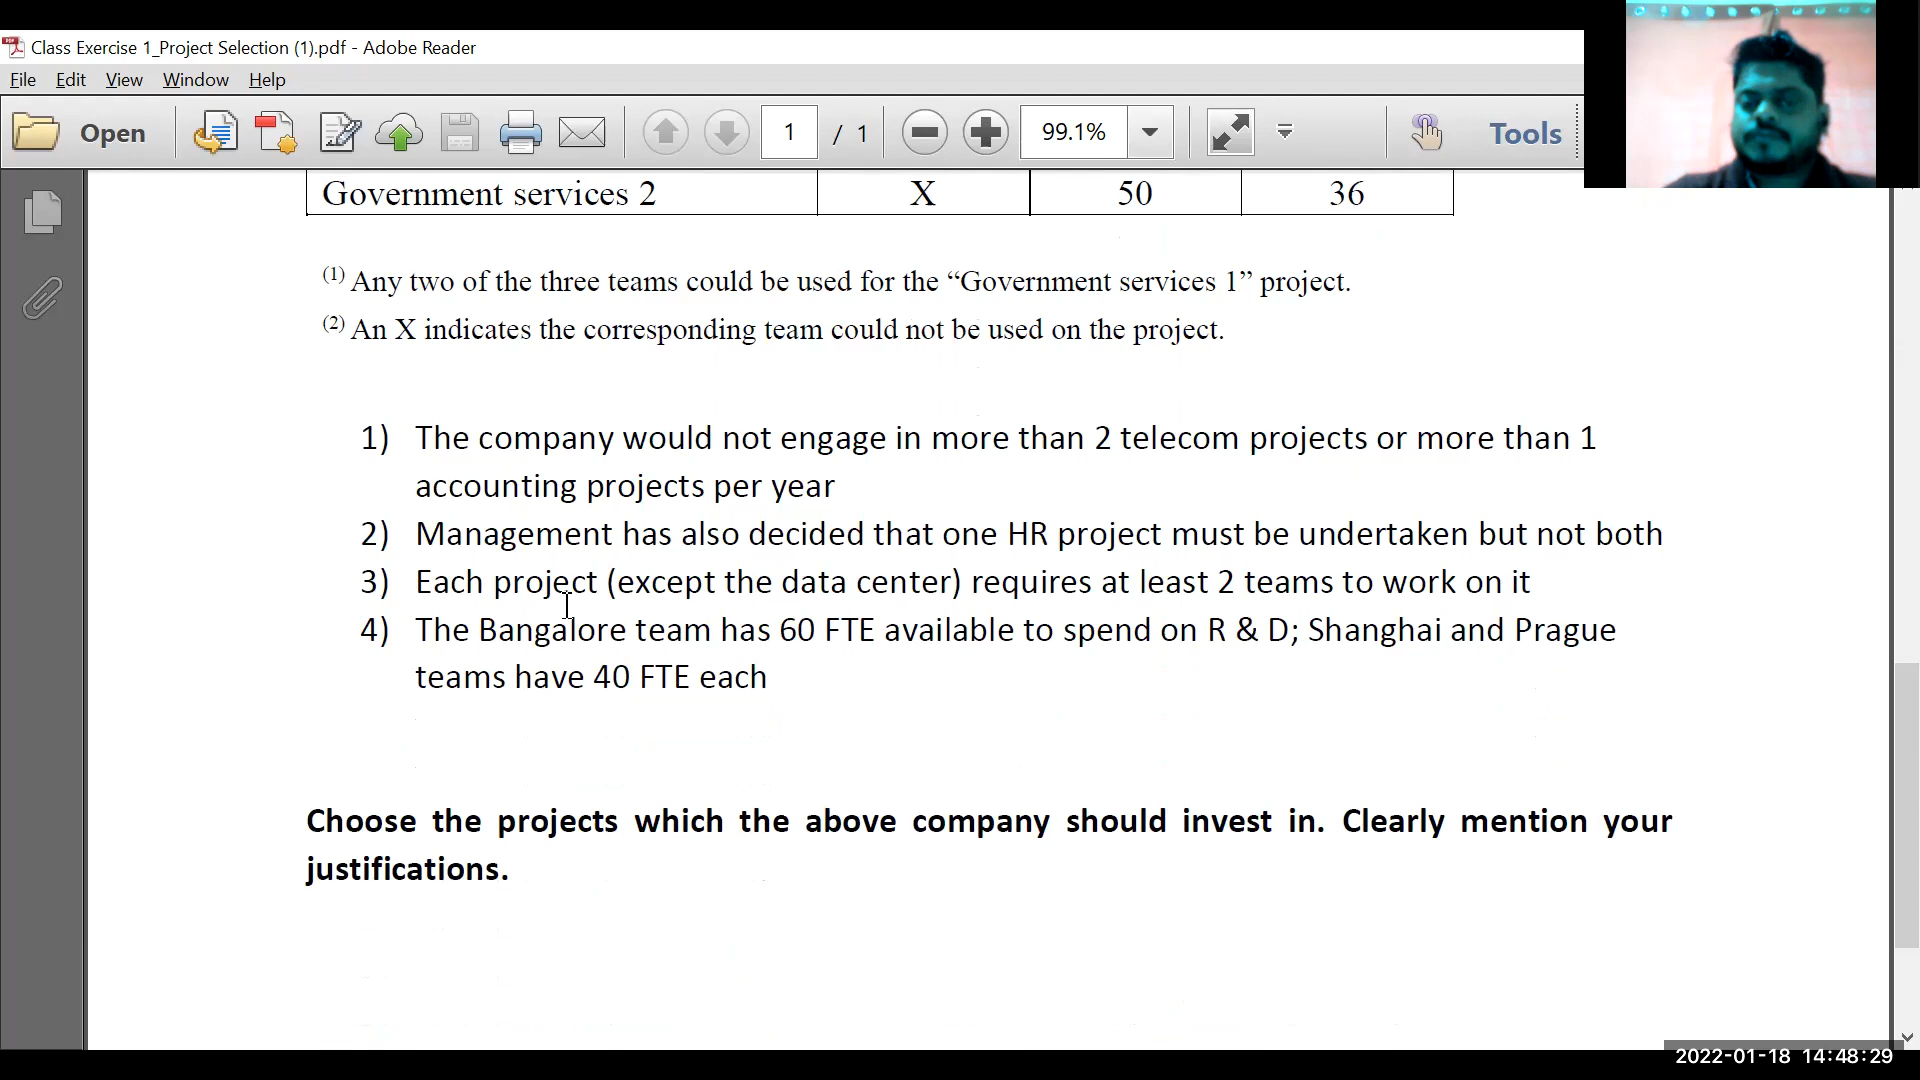 Class Exercise 1_Project Selection (1).pdf - Adobe Reader
File Edit View Window Help
Open 1 / 1 99.1% Tools
Government services 2 X 50 36
(1) Any two of the three teams could be used for the “Government services 1” project.
(2) An X indicates the corresponding team could not be used on the project.
1) The company would not engage in more than 2 telecom projects or more than 1
accounting projects per year
2) Management has also decided that one HR project must be undertaken but not both
3) Each project (except the data center) requires at least 2 teams to work on it
4) The Bangalore team has 60 FTE available to spend on R & D; Shanghai and Prague
teams have 40 FTE each
Choose the projects which the above company should invest in. Clearly mention your
justifications.
2022-01-18 14:48:29